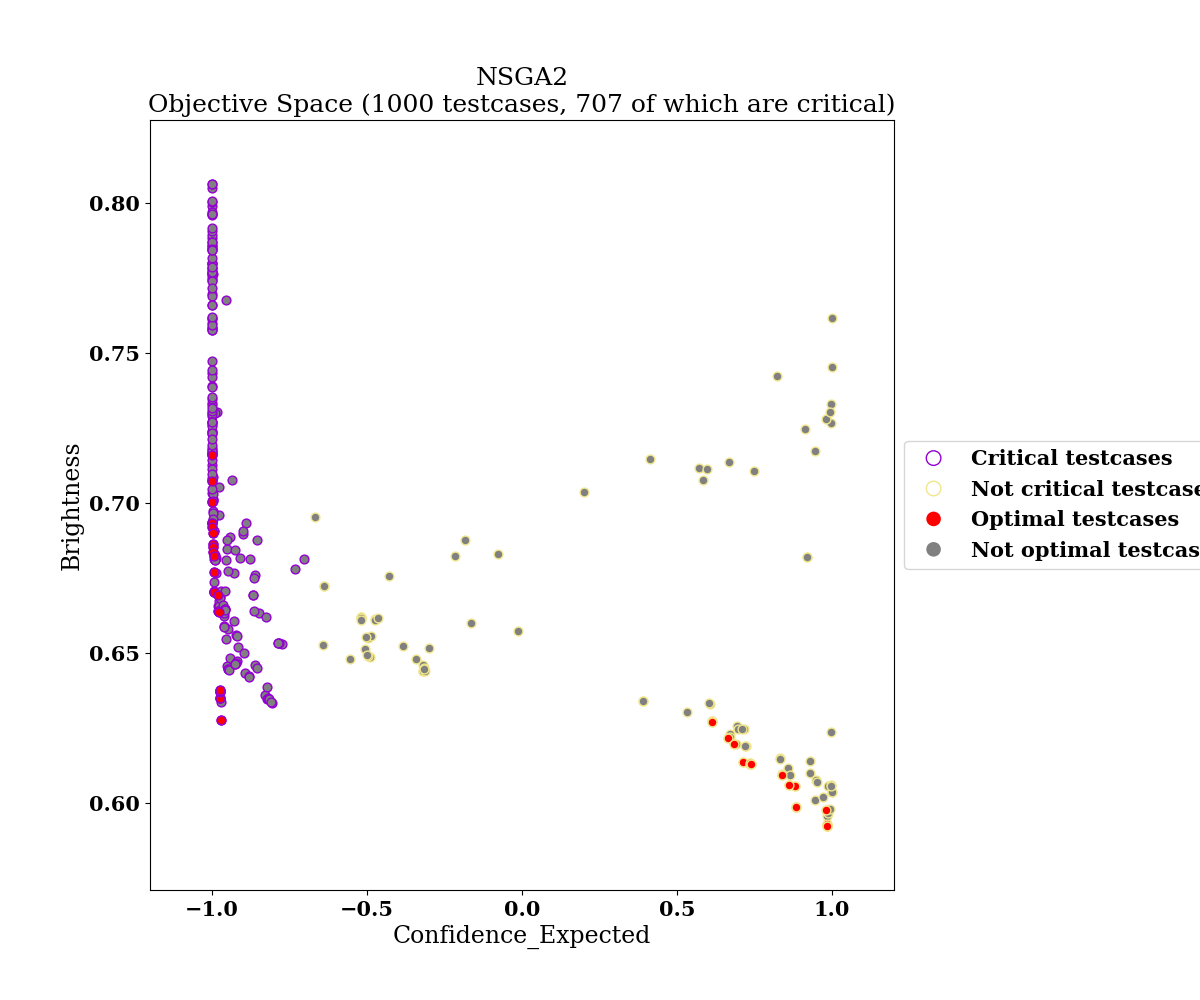 NSGA2
Objective Space (1000 testcases, 707 of which are critical)
0.80
0.75
0.70
0.65
0.60
Brightness
−1.0
−0.5
0.0
0.5
1.0
Confidence_Expected
Critical testcases
Not critical testcase
Optimal testcases
Not optimal testcas